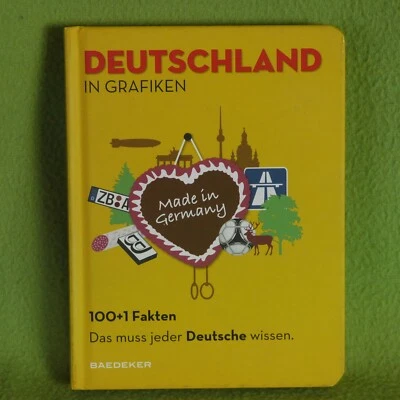 DEUTSCHLAND
IN GRAFIKEN
Made in
Germany
ZB A
100+1 Fakten
Das muss jeder Deutsche wissen.
BAEDEKER